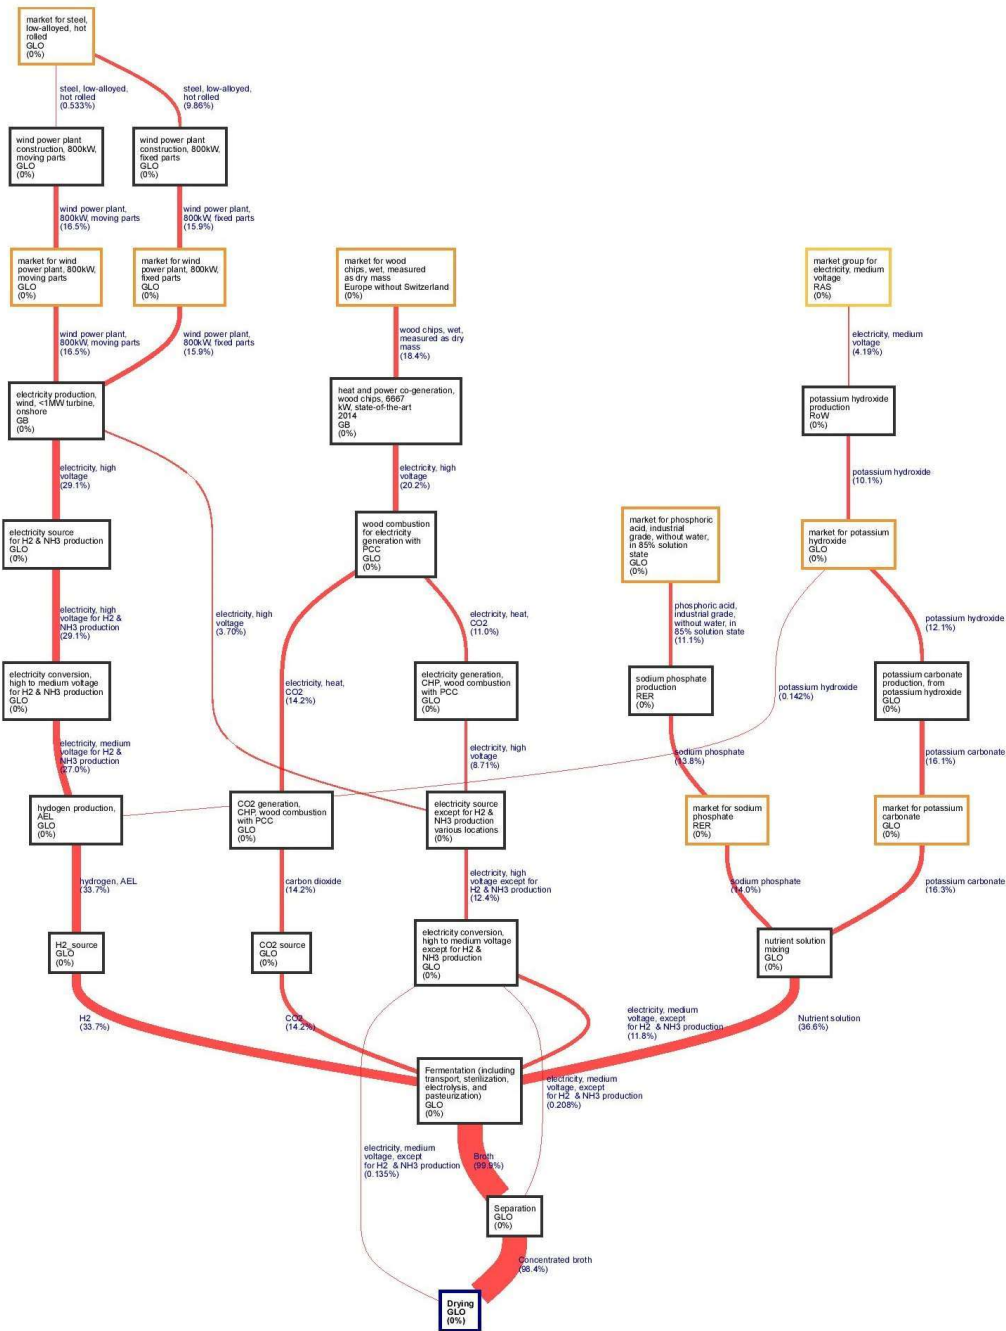 market for steel,
low-alloyed, hot
rolled
GLO
(0%)
steel, low-alloyed,
hot rolled
(0.533%)
steel, low-alloyed,
hot rolled
(9.86%)
wind power plant
construction, 800kW,
moving parts
GLO
(0%)
wind power plant
construction, 800kW,
fixed parts
GLO
(0%)
wind power plant,
800kW, moving parts
(16.5%)
wind power plant,
800kW, fixed parts
(15.9%)
market for wind
power plant, 800kW,
moving parts
GLO
(0%)
market for wind
power plant, 800kW,
fixed parts
GLO
(0%)
market for wood
chips, wet, measured
as dry mass
Europe without Switzerland
(0%)
market group for
electricity, medium
voltage
RAS
(0%)
wind power plant,
800kW, moving parts
(16.5%)
wind power plant,
800kW, fixed parts
(15.9%)
wood chips, wet,
measured as dry
mass
(18.4%)
electricity, medium
voltage
(4.19%)
electricity production,
wind, <1MW turbine,
onshore
GB
(0%)
heat and power co-generation,
wood chips, 6667
kW, state-of-the-art
2014
GB
(0%)
potassium hydroxide
production
RoW
(0%)
electricity, high
voltage
(29.1%)
electricity, high
voltage
(20.2%)
potassium hydroxide
(10.1%)
electricity source
for H2 & NH3 production
GLO
(0%)
wood combustion
for electricity
generation with
PCC
GLO
(0%)
market for phosphoric
acid, industrial
grade, without water,
in 85% solution
state
GLO
(0%)
market for potassium
hydroxide
GLO
(0%)
electricity, high
voltage for H2 &
NH3 production
(29.1%)
electricity, high
voltage
(3.70%)
electricity, heat,
CO2
(11.0%)
phosphoric acid,
industrial grade,
without water, in
85% solution state
(11.1%)
potassium hydroxide
(12.1%)
electricity conversion,
high to medium voltage
for H2 & NH3 production
GLO
(0%)
electricity, heat,
CO2
(14.2%)
electricity generation,
CHP, wood combustion
with PCC
GLO
(0%)
sodium phosphate
production
RER
(0%)
potassium hydroxide
(0.142%)
potassium carbonate
production, from
potassium hydroxide
GLO
(0%)
electricity, medium
voltage for H2 &
NH3 production
(27.0%)
electricity, high
voltage
(8.71%)
sodium phosphate
(13.8%)
potassium carbonate
(16.1%)
hydogen production,
AEL
GLO
(0%)
CO2 generation,
CHP, wood combustion
with PCC
GLO
(0%)
electricity source
except for H2 &
NH3 production
various locations
(0%)
market for sodium
phosphate
RER
(0%)
market for potassium
carbonate
GLO
(0%)
hydrogen, AEL
(33.7%)
carbon dioxide
(14.2%)
electricity, high
voltage except for
H2 & NH3 production
(12.4%)
sodium phosphate
(14.0%)
potassium carbonate
(16.3%)
H2_source
GLO
(0%)
CO2 source
GLO
(0%)
electricity conversion,
high to medium voltage
except for H2 &
NH3 production
GLO
(0%)
nutrient solution
mixing
GLO
(0%)
H2
(33.7%)
CO2
(14.2%)
electricity, medium
voltage, except
for H2 & NH3 production
(11.8%)
Nutrient solution
(36.6%)
Fermentation (including
transport, sterilization,
electrolysis, and
pasteurization)
GLO
(0%)
electricity, medium
voltage, except
for H2 & NH3 production
(0.208%)
electricity, medium
voltage, except
for H2 & NH3 production
(0.135%)
Broth
(99.9%)
Separation
GLO
(0%)
Concentrated broth
(98.4%)
Drying
GLO
(0%)